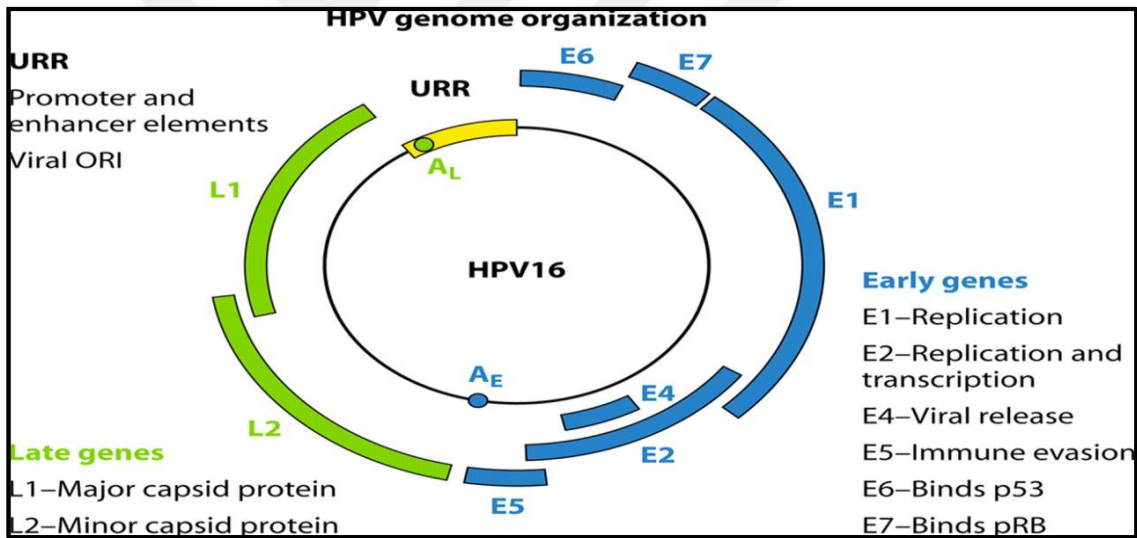 HPV genome organization
URR
Promoter and
enhancer elements
Viral ORI
URR
A_L
E6
E7
E1
L1
HPV16
A_E
E4
E2
L2
E5
Early genes
E1–Replication
E2–Replication and
transcription
E4–Viral release
E5–Immune evasion
E6–Binds p53
E7–Binds pRB
Late genes
L1–Major capsid protein
L2–Minor capsid protein